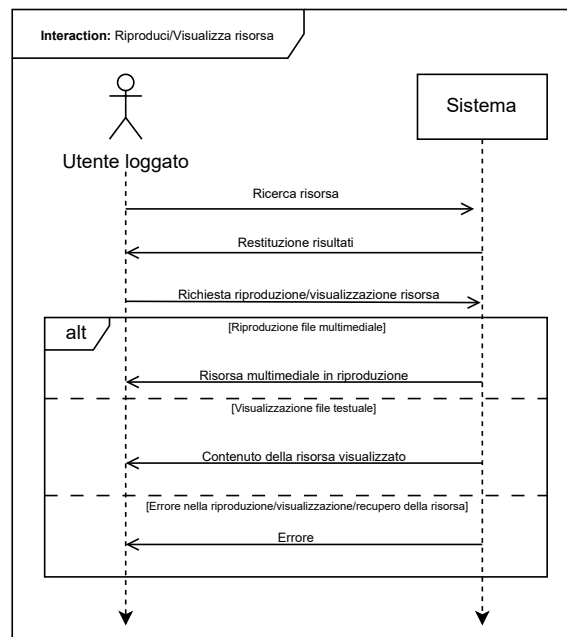 Interaction: Riproduci/Visualizza risorsa
Sistema
Utente loggato
Ricerca risorsa
Restituzione risultati
Richiesta riproduzione/visualizzazione risorsa
alt
[Riproduzione file multimediale]
Risorsa multimediale in riproduzione
[Visualizzazione file testuale]
Contenuto della risorsa visualizzato
[Errore nella riproduzione/visualizzazione/recupero della risorsa]
Errore